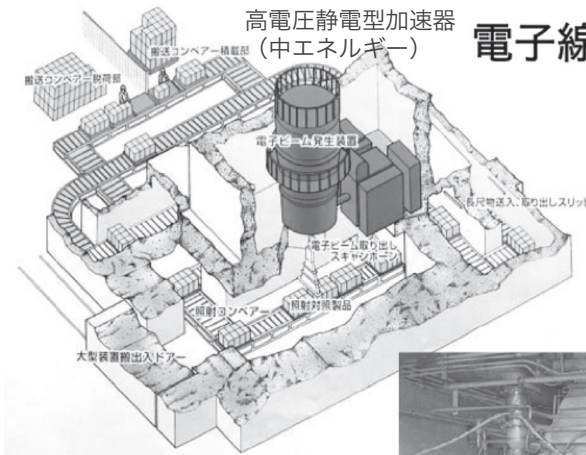 高電圧静電型加速器
（中エネルギー）
電子線
搬送コンベアー積載部
搬送コンベアー脱荷部
電子ビーム発生装置
長尺物送入、取り出しスリット
電子ビーム取り出し
スキャンホーン
照射コンベアー
照射対照製品
大型装置搬出入ドアー